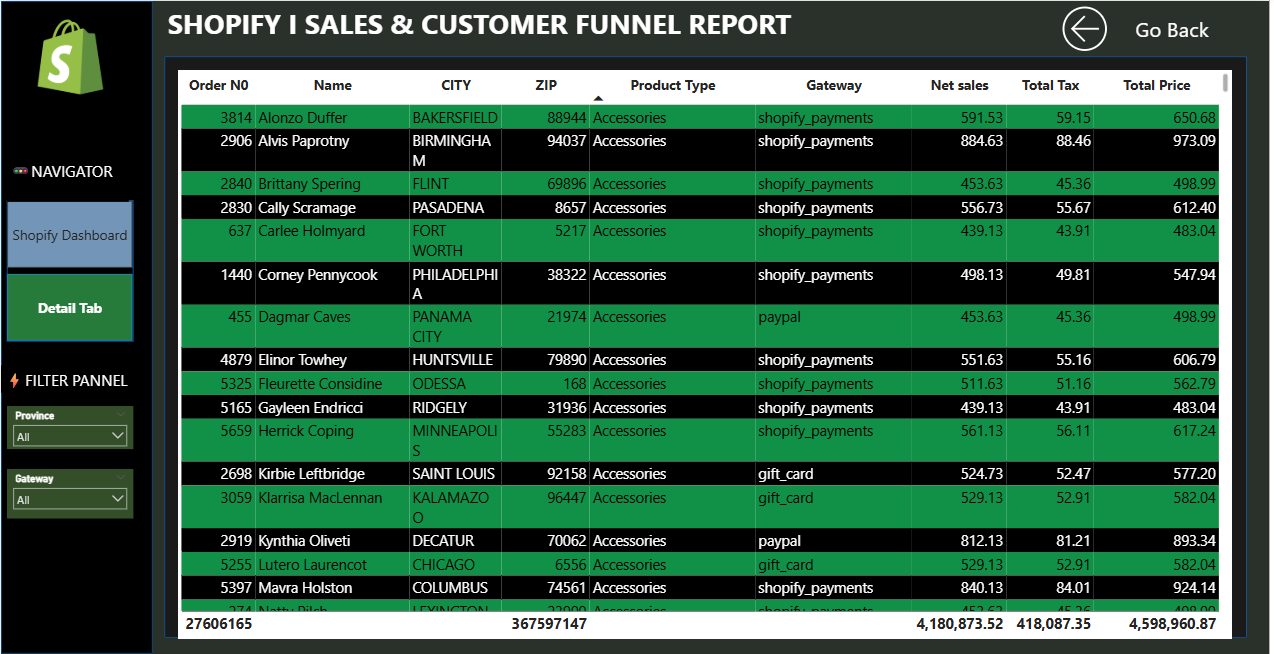 SHOPIFY I SALES & CUSTOMER FUNNEL REPORT
Go Back
S
NAVIGATOR
Shopify Dashboard
Detail Tab
FILTER PANNEL
Province
All
Gateway
All
Order N0 Name CITY ZIP Product Type Gateway Net sales Total Tax Total Price
3814 Alonzo Duffer BAKERSFIELD 88944 Accessories shopify_payments 591.53 59.15 650.68
2906 Alvis Paprotny BIRMINGHA 94037 Accessories shopify_payments 884.63 88.46 973.09
M
2840 Brittany Spering FLINT 69896 Accessories shopify_payments 453.63 45.36 498.99
2830 Cally Scramage PASADENA 8657 Accessories shopify_payments 556.73 55.67 612.40
637 Carlee Holmyard FORT 5217 Accessories shopify_payments 439.13 43.91 483.04
WORTH
1440 Corney Pennycook PHILADELPHI 38322 Accessories shopify_payments 498.13 49.81 547.94
A
455 Dagmar Caves PANAMA 21974 Accessories paypal 453.63 45.36 498.99
CITY
4879 Elinor Towhey HUNTSVILLE 79890 Accessories shopify_payments 551.63 55.16 606.79
5325 Fleurette Considine ODESSA 168 Accessories shopify_payments 511.63 51.16 562.79
5165 Gayleen Endricci RIDGELY 31936 Accessories shopify_payments 439.13 43.91 483.04
5659 Herrick Coping MINNEAPOLI 55283 Accessories shopify_payments 561.13 56.11 617.24
S
2698 Kirbie Leftbridge SAINT LOUIS 92158 Accessories gift_card 524.73 52.47 577.20
3059 Klarrisa MacLennan KALAMAZO 96447 Accessories gift_card 529.13 52.91 582.04
O
2919 Kynthia Oliveti DECATUR 70062 Accessories paypal 812.13 81.21 893.34
5255 Lutero Laurencot CHICAGO 6556 Accessories gift_card 529.13 52.91 582.04
5397 Mavra Holston COLUMBUS 74561 Accessories shopify_payments 840.13 84.01 924.14
LEXINGTON Accessories shopify_payments
27606165 367597147 4,180,873.52 418,087.35 4,598,960.87